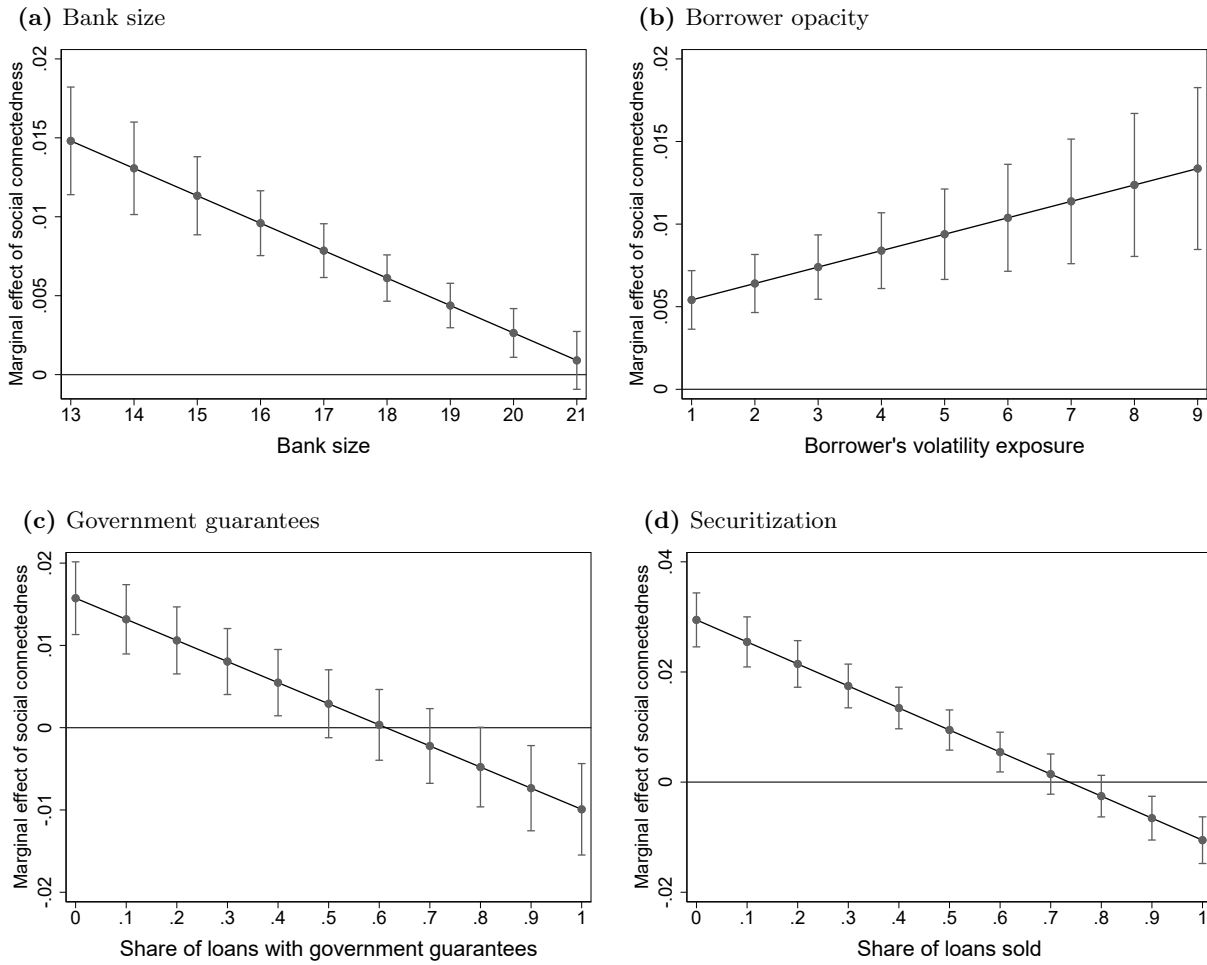 (a) Bank size
Marginal effect of social connectedness
.02
.015
.01
.005
0
13 14 15 16 17 18 19 20 21
Bank size
(b) Borrower opacity
Marginal effect of social connectedness
.02
.015
.01
.005
0
1 2 3 4 5 6 7 8 9
Borrower's volatility exposure
(c) Government guarantees
Marginal effect of social connectedness
.02
.01
0
-.01
-.02
0 .1 .2 .3 .4 .5 .6 .7 .8 .9 1
Share of loans with government guarantees
(d) Securitization
Marginal effect of social connectedness
.04
.02
0
-.02
0 .1 .2 .3 .4 .5 .6 .7 .8 .9 1
Share of loans sold